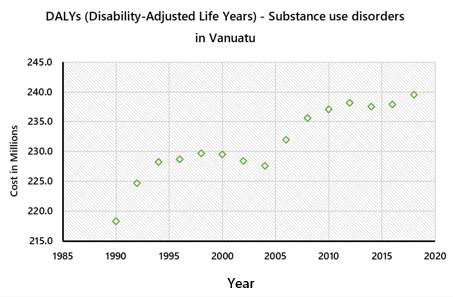 DALYs (Disability-Adjusted Life Years) - Substance use disorders
in Vanuatu
Cost in Millions
245.0
240.0
235.0
230.0
225.0
220.0
215.0
1985 1990 1995 2000 2005 2010 2015 2020
Year